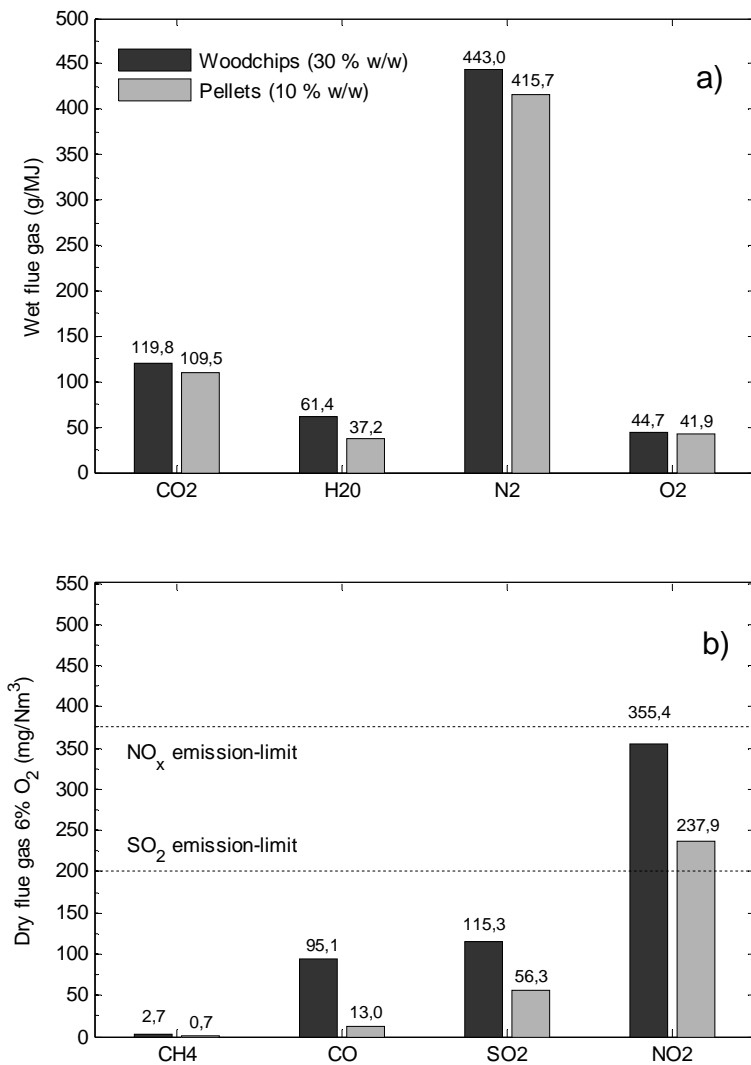 500
450
400
350
300
250
200
150
100
50
0
Wet flue gas (g/MJ)
Woodchips (30 % w/w)
Pellets (10 % w/w)
a)
443,0
415,7
119,8
109,5
61,4
37,2
44,7
41,9
CO2
H20
N2
O2
550
500
450
400
350
300
250
200
150
100
50
0
Dry flue gas 6% O2 (mg/Nm3)
b)
355,4
NOx emission-limit
237,9
SO2 emission-limit
115,3
95,1
56,3
13,0
2,7
0,7
CH4
CO
SO2
NO2